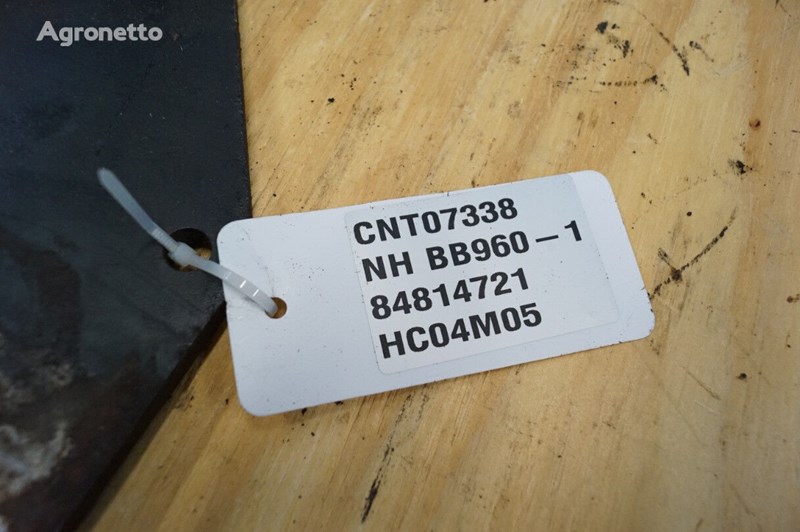 Agronetto
CNT07338
NH BB960-1
84814721
HC04M05